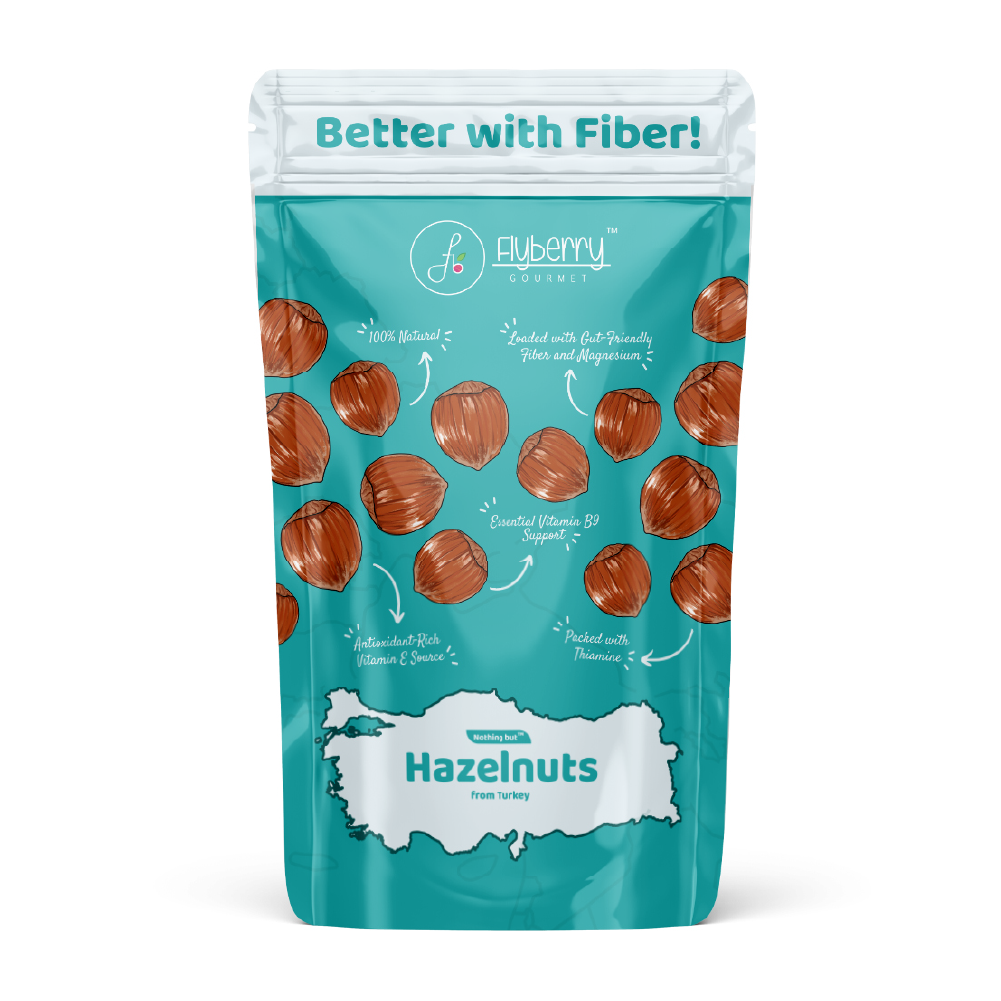 Better with Fiber!
Flyberry™
GOURMET
100% Natural
Loaded with Gut-Friendly
Fiber and Magnesium
Essential Vitamin B9
Support
Antioxidant-Rich
Vitamin E Source
Packed with
Thiamine
Nothing but™
Hazelnuts
from Turkey